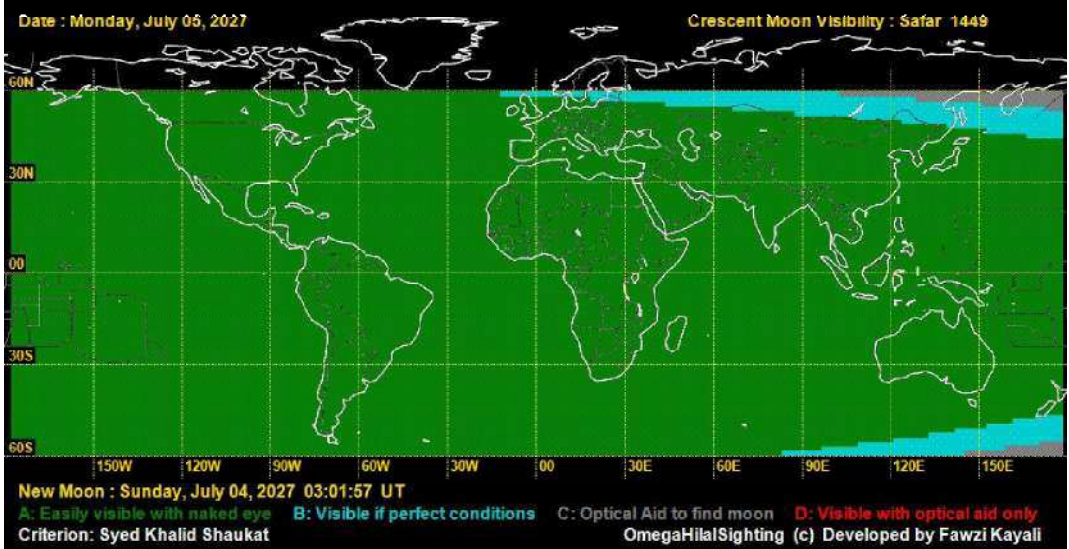 Date : Monday, July 05, 2027 Crescent Moon Visibility : Safar 1449
60N
30N
00
30S
60S
150W 120W 90W 60W 30W 00 30E 60E 90E 120E 150E
New Moon : Sunday, July 04, 2027 03:01:57 UT
A: Easily visible with naked eye B: Visible if perfect conditions C: Optical Aid to find moon D: Visible with optical aid only
Criterion: Syed Khalid Shaukat OmegaHilalSighting (c) Developed by Fawzi Kayali